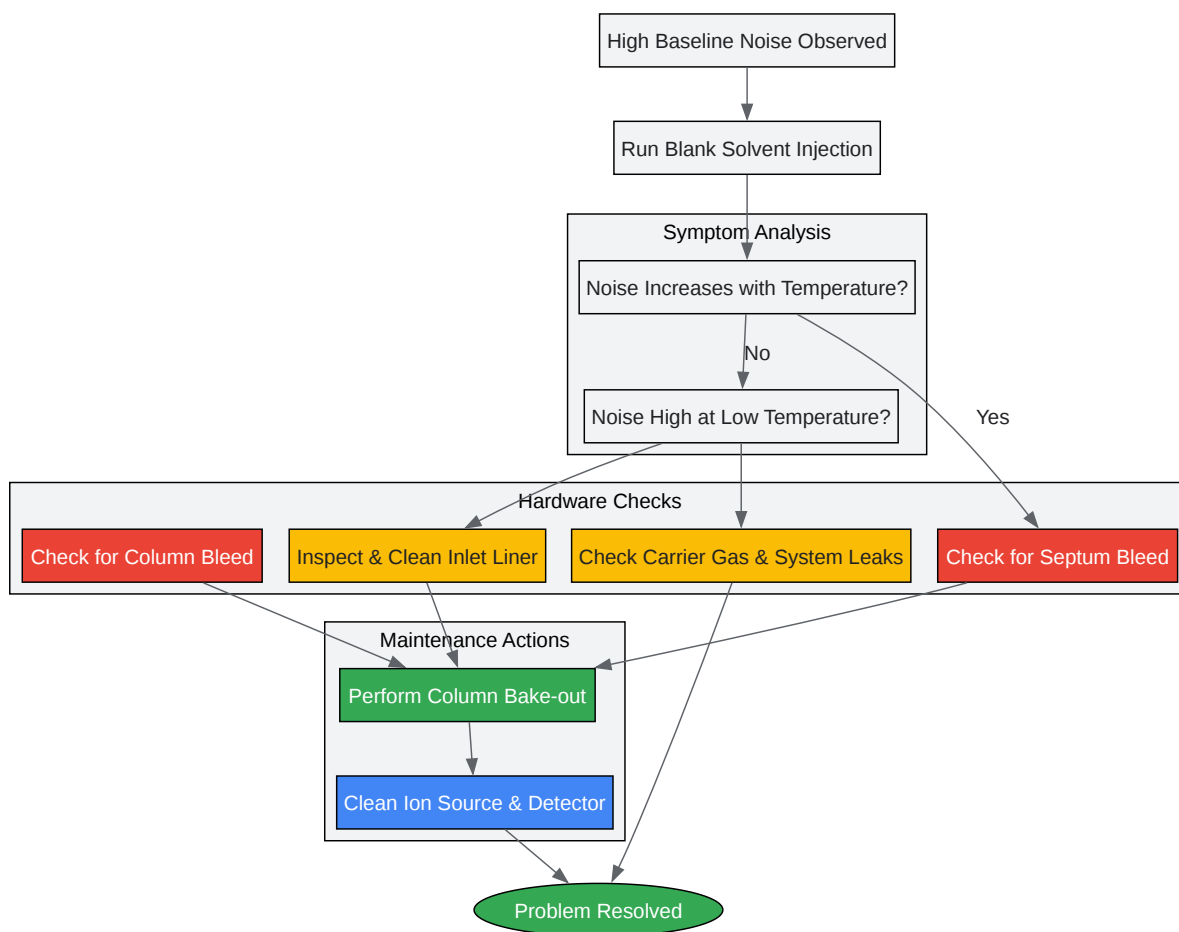 High Baseline Noise Observed
Run Blank Solvent Injection
Symptom Analysis
Noise Increases with Temperature?
No
Noise High at Low Temperature?
Yes
Hardware Checks
Check for Column Bleed
Inspect & Clean Inlet Liner
Check Carrier Gas & System Leaks
Check for Septum Bleed
Maintenance Actions
Perform Column Bake-out
Clean Ion Source & Detector
Problem Resolved